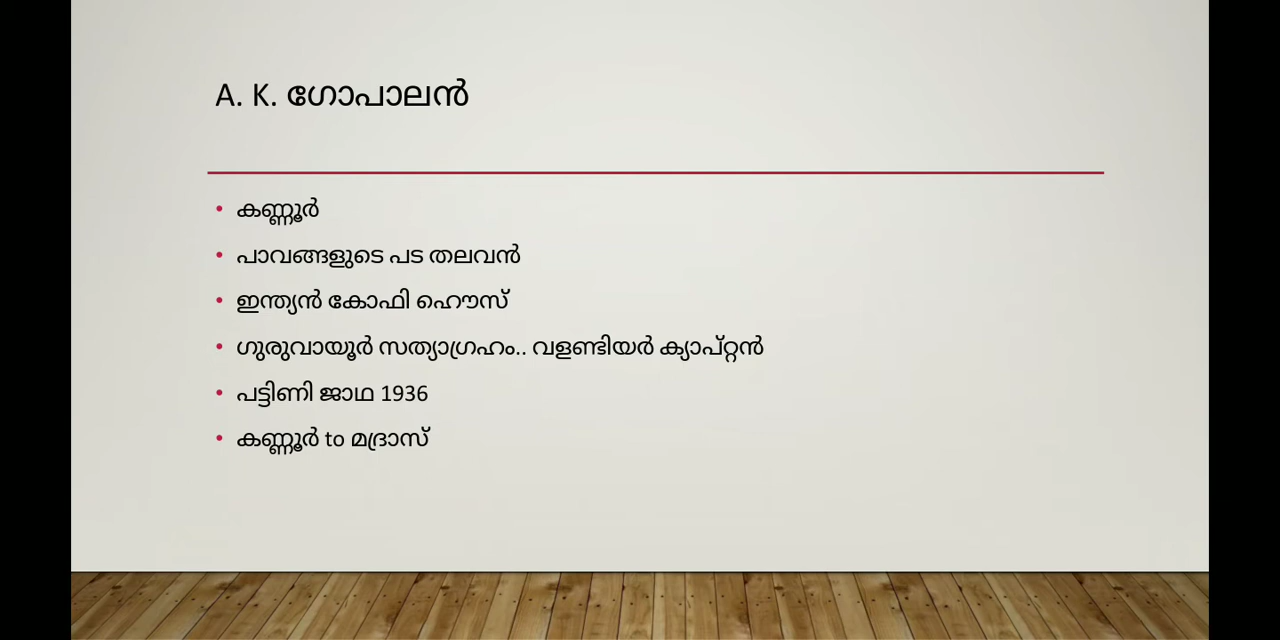 A. K. ഗോപാലൻ
• കണ്ണൂർ
• പാവങ്ങളുടെ പട തലവൻ
• ഇന്ത്യൻ കോഫി ഹൌസ്
• ഗുരുവായൂർ സത്യാഗ്രഹം.. വളണ്ടിയർ ക്യാപ്റ്റൻ
• പട്ടിണി ജാഥ 1936
• കണ്ണൂർ to മദ്രാസ്